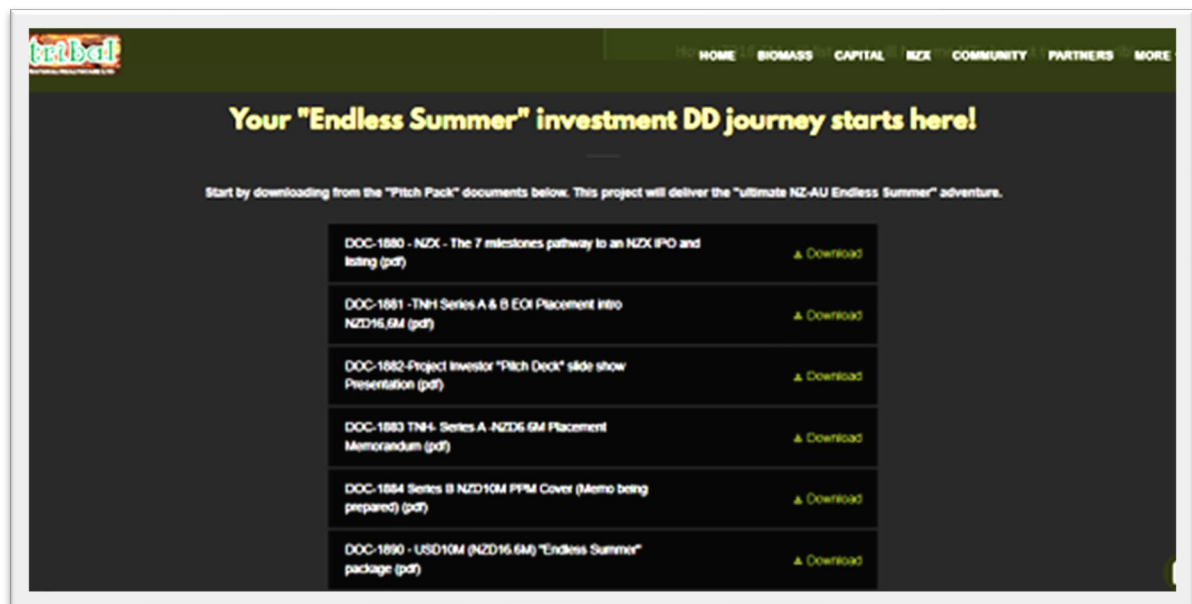 tribal
HOME BIOMASS CAPITAL NZX COMMUNITY PARTNERS MORE
Your "Endless Summer" investment DD journey starts here!
Start by downloading from the "Pitch Pack" documents below. This project will deliver the "ultimate NZ-AU Endless Summer" adventure.
DOC-1880 - NZX - The 7 milestones pathway to an NZX IPO and
listing (pdf)
Download
DOC-1881 -TNH Series A & B EOI Placement intro
NZD16,6M (pdf)
Download
DOC-1882-Project Investor "Pitch Deck" slide show
Presentation (pdf)
Download
DOC-1883 TNH- Series A -NZD6.6M Placement
Memorandum (pdf)
Download
DOC-1884 Series B NZD10M PPM Cover (Memo being
prepared) (pdf)
Download
DOC-1890 - USD10M (NZD16.6M) "Endless Summer"
package (pdf)
Download